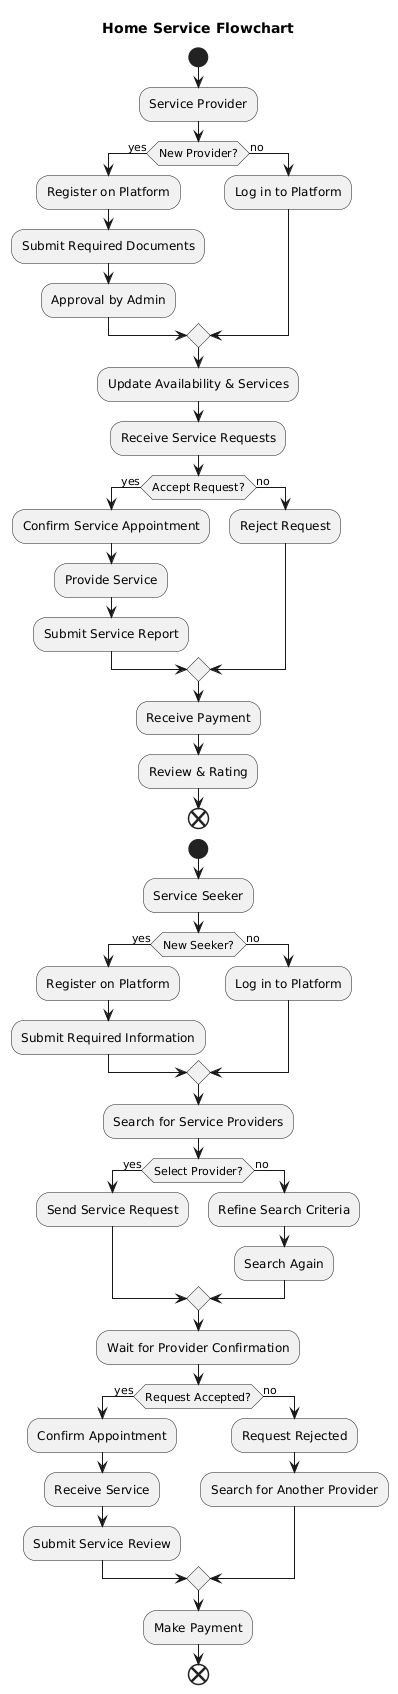 Home Service Flowchart
Service Provider
yes
New Provider?
no
Register on Platform
Log in to Platform
Submit Required Documents
Approval by Admin
Update Availability & Services
Receive Service Requests
yes
Accept Request?
no
Confirm Service Appointment
Reject Request
Provide Service
Submit Service Report
Receive Payment
Review & Rating
Service Seeker
yes
New Seeker?
no
Register on Platform
Log in to Platform
Submit Required Information
Search for Service Providers
yes
Select Provider?
no
Send Service Request
Refine Search Criteria
Search Again
Wait for Provider Confirmation
yes
Request Accepted?
no
Confirm Appointment
Request Rejected
Receive Service
Search for Another Provider
Submit Service Review
Make Payment